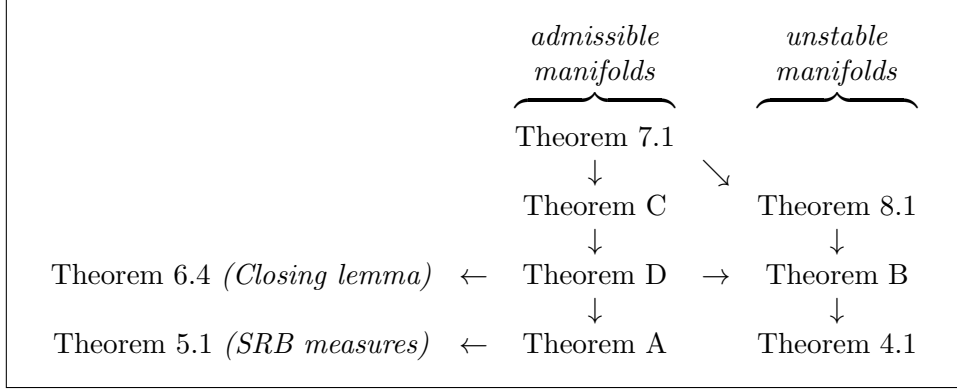 admissible unstable
manifolds manifolds
Theorem 7.1
↓ ↘
Theorem C Theorem 8.1
↓ ↓
Theorem 6.4 (Closing lemma) ← Theorem D → Theorem B
↓ ↓
Theorem 5.1 (SRB measures) ← Theorem A Theorem 4.1